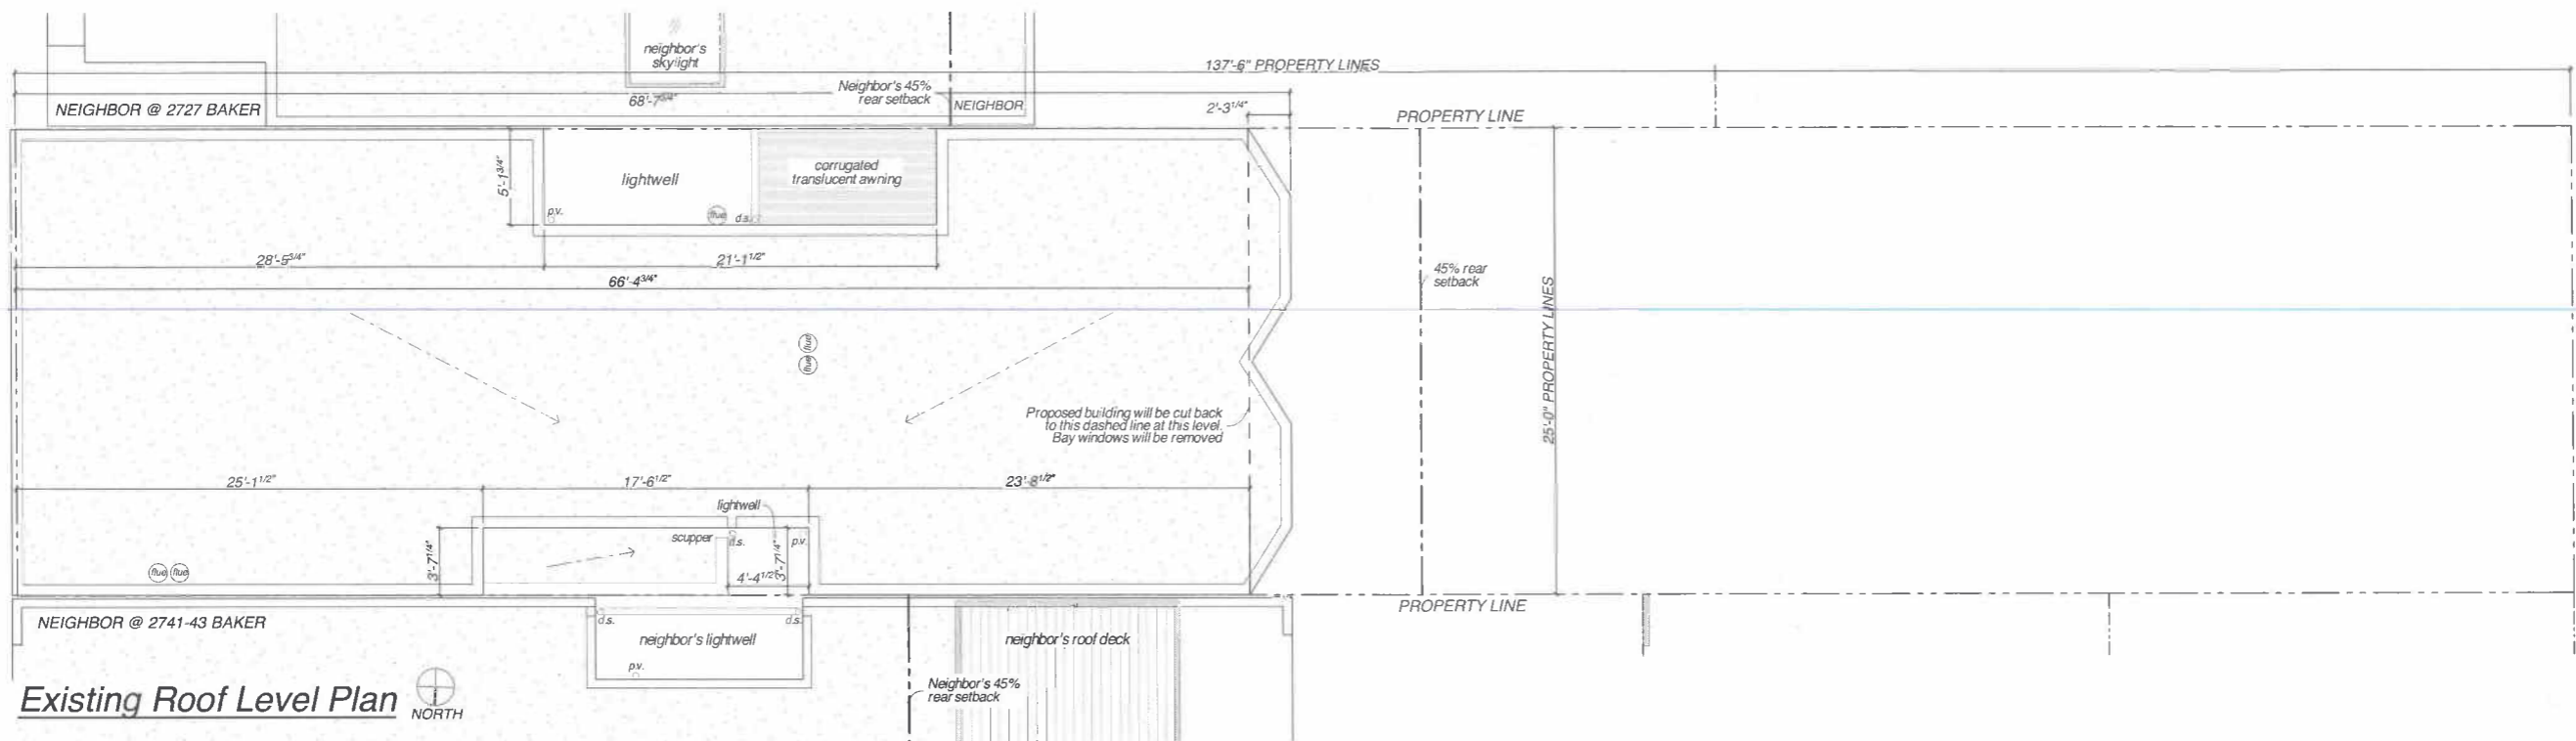 neighbor's
skylight
137'-6" PROPERTY LINES
Neighbor's 45%
rear setback
68'-7 3/4"
NEIGHBOR @ 2727 BAKER
NEIGHBOR
2'-3 1/4"
PROPERTY LINE
5'-1 3/4"
lightwell
corrugated
translucent awning
p.v.
flue
d.s.
28'-5 3/4"
21'-1 1/2"
66'-4 3/4"
45% rear
setback
25'-0" PROPERTY LINES
flue
flue
Proposed building will be cut back
to this dashed line at this level.
Bay windows will be removed
25'-1 1/2"
17'-6 1/2"
23'-8 1/2"
lightwell
scupper
d.s.
p.v.
3'-7 1/4"
3'-7 1/4"
4'-4 1/2"
flue
flue
PROPERTY LINE
NEIGHBOR @ 2741-43 BAKER
d.s.
d.s.
neighbor's lightwell
p.v.
neighbor's roof deck
Neighbor's 45%
rear setback
Existing Roof Level Plan
NORTH